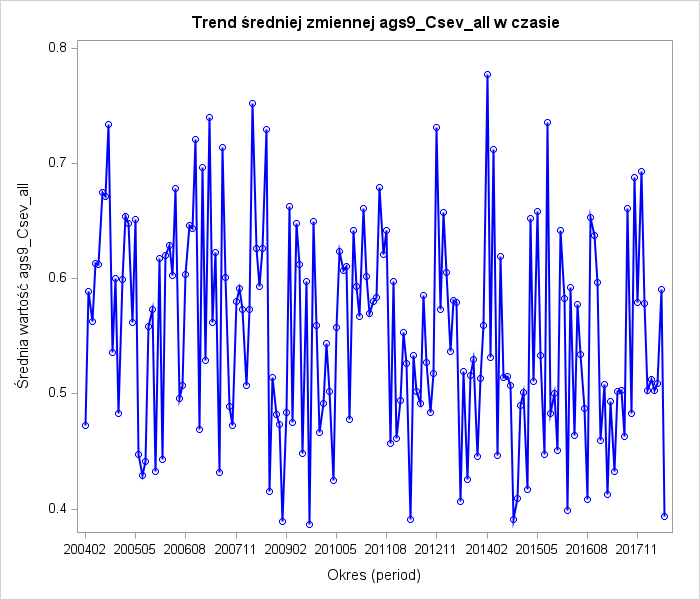 Trend średniej zmiennej ags9_Csev_all w czasie
0.8
0.7
0.6
0.5
0.4
Średnia wartość ags9_Csev_all
200402 200505 200608 200711 200902 201005 201108 201211 201402 201505 201608 201711
Okres (period)